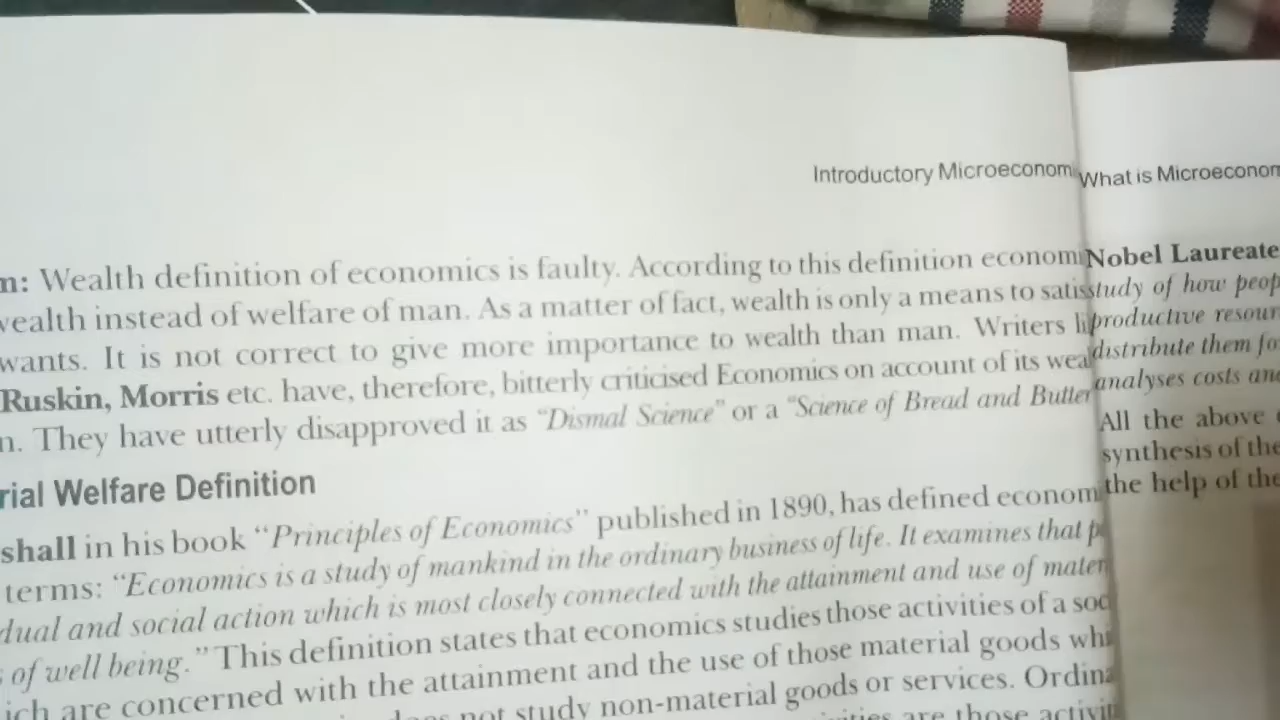 Introductory Microeconom
n: Wealth definition of economics is faulty. According to this definition econom
wealth instead of welfare of man. As a matter of fact, wealth is only a means to satis
wants. It is not correct to give more importance to wealth than man. Writers li
Ruskin, Morris etc. have, therefore, bitterly criticised Economics on account of its weal
n. They have utterly disapproved it as “Dismal Science” or a “Science of Bread and Butter
rial Welfare Definition
shall in his book “Principles of Economics” published in 1890, has defined econom
terms: “Economics is a study of mankind in the ordinary business of life. It examines that p
dual and social action which is most closely connected with the attainment and use of mater
of well being.” This definition states that economics studies those activities of a soc
ich are concerned with the attainment and the use of those material goods whi
does not study non-material goods or services. Ordina
are those activit
What is Microeconom
Nobel Laureate
study of how peop
productive resour
distribute them fo
analyses costs and
All the above
synthesis of the
the help of the